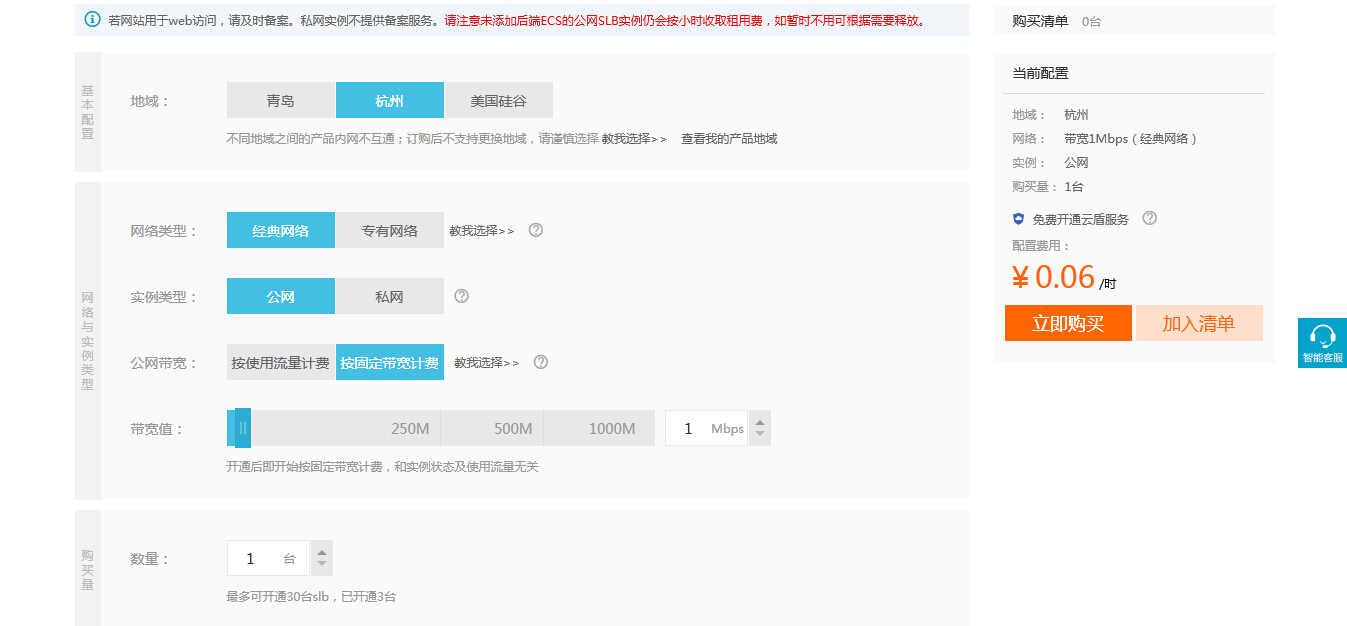 若网站用于web访问，请及时备案。私网实例不提供备案服务。请注意未添加后端ECS的公网SLB实例仍会按小时收取租用费，如暂时不用可根据需要释放。
基本配置
地域：
青岛 杭州 美国硅谷
不同地域之间的产品内网不互通；订购后不支持更换地域，请谨慎选择 教我选择>> 查看我的产品地域
网络与实例类型
网络类型：
经典网络 专有网络 教我选择>>
实例类型：
公网 私网
公网带宽：
按使用流量计费 按固定带宽计费 教我选择>>
带宽值：
250M 500M 1000M 1 Mbps
开通后即开始按固定带宽计费，和实例状态及使用流量无关
购买量
数量：
1 台
最多可开通30台slb，已开通3台
购买清单 0台
当前配置
地域： 杭州
网络： 带宽1Mbps（经典网络）
实例： 公网
购买量： 1台
免费开通云盾服务
配置费用：
¥0.06 /时
立即购买 加入清单
智能客服